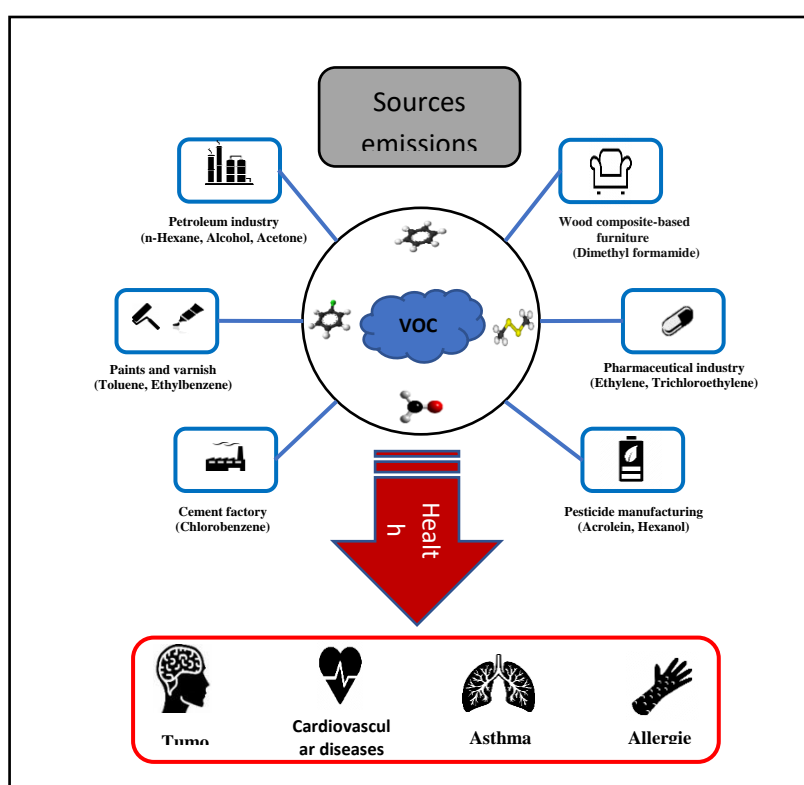 Sources
emissions
Petroleum industry
(n-Hexane, Alcohol, Acetone)
Wood composite-based
furniture
(Dimethyl formamide)
VOC
Paints and varnish
(Toluene, Ethylbenzene)
Pharmaceutical industry
(Ethylene, Trichloroethylene)
Cement factory
(Chlorobenzene)
Pesticide manufacturing
(Acrolein, Hexanol)
Healt
h
Tumo
Cardiovascul
ar diseases
Asthma
Allergie